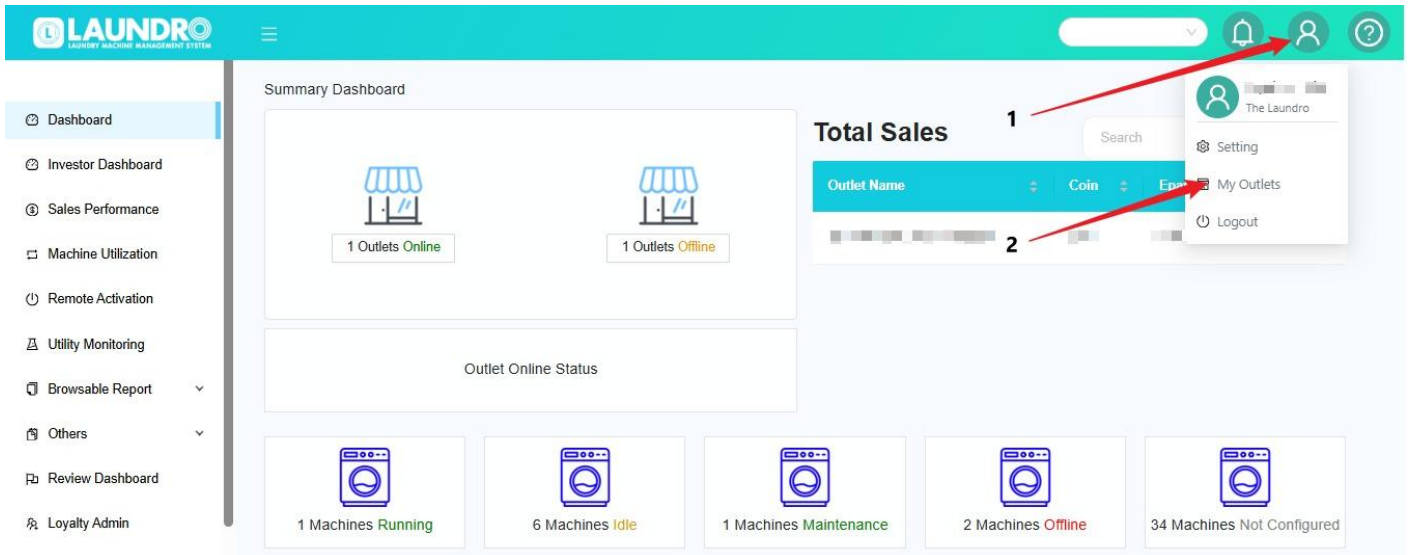 LAUNDRO
LAUNDRY MACHINE MANAGEMENT SYSTEM
Dashboard
Investor Dashboard
Sales Performance
Machine Utilization
Remote Activation
Utility Monitoring
Browsable Report
Others
Review Dashboard
Loyalty Admin
Summary Dashboard
1 Outlets Online
1 Outlets Offline
Outlet Online Status
Total Sales
1
Search
Outlet Name
Coin
2
The Laundro
Setting
My Outlets
Logout
1 Machines Running
6 Machines Idle
1 Machines Maintenance
2 Machines Offline
34 Machines Not Configured